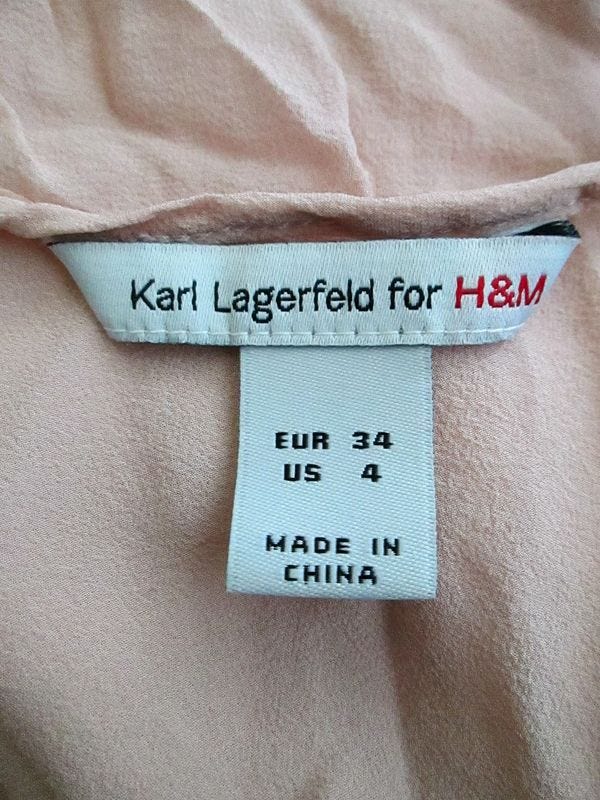 Karl Lagerfeld for H&M
EUR 34
US 4
MADE IN
CHINA